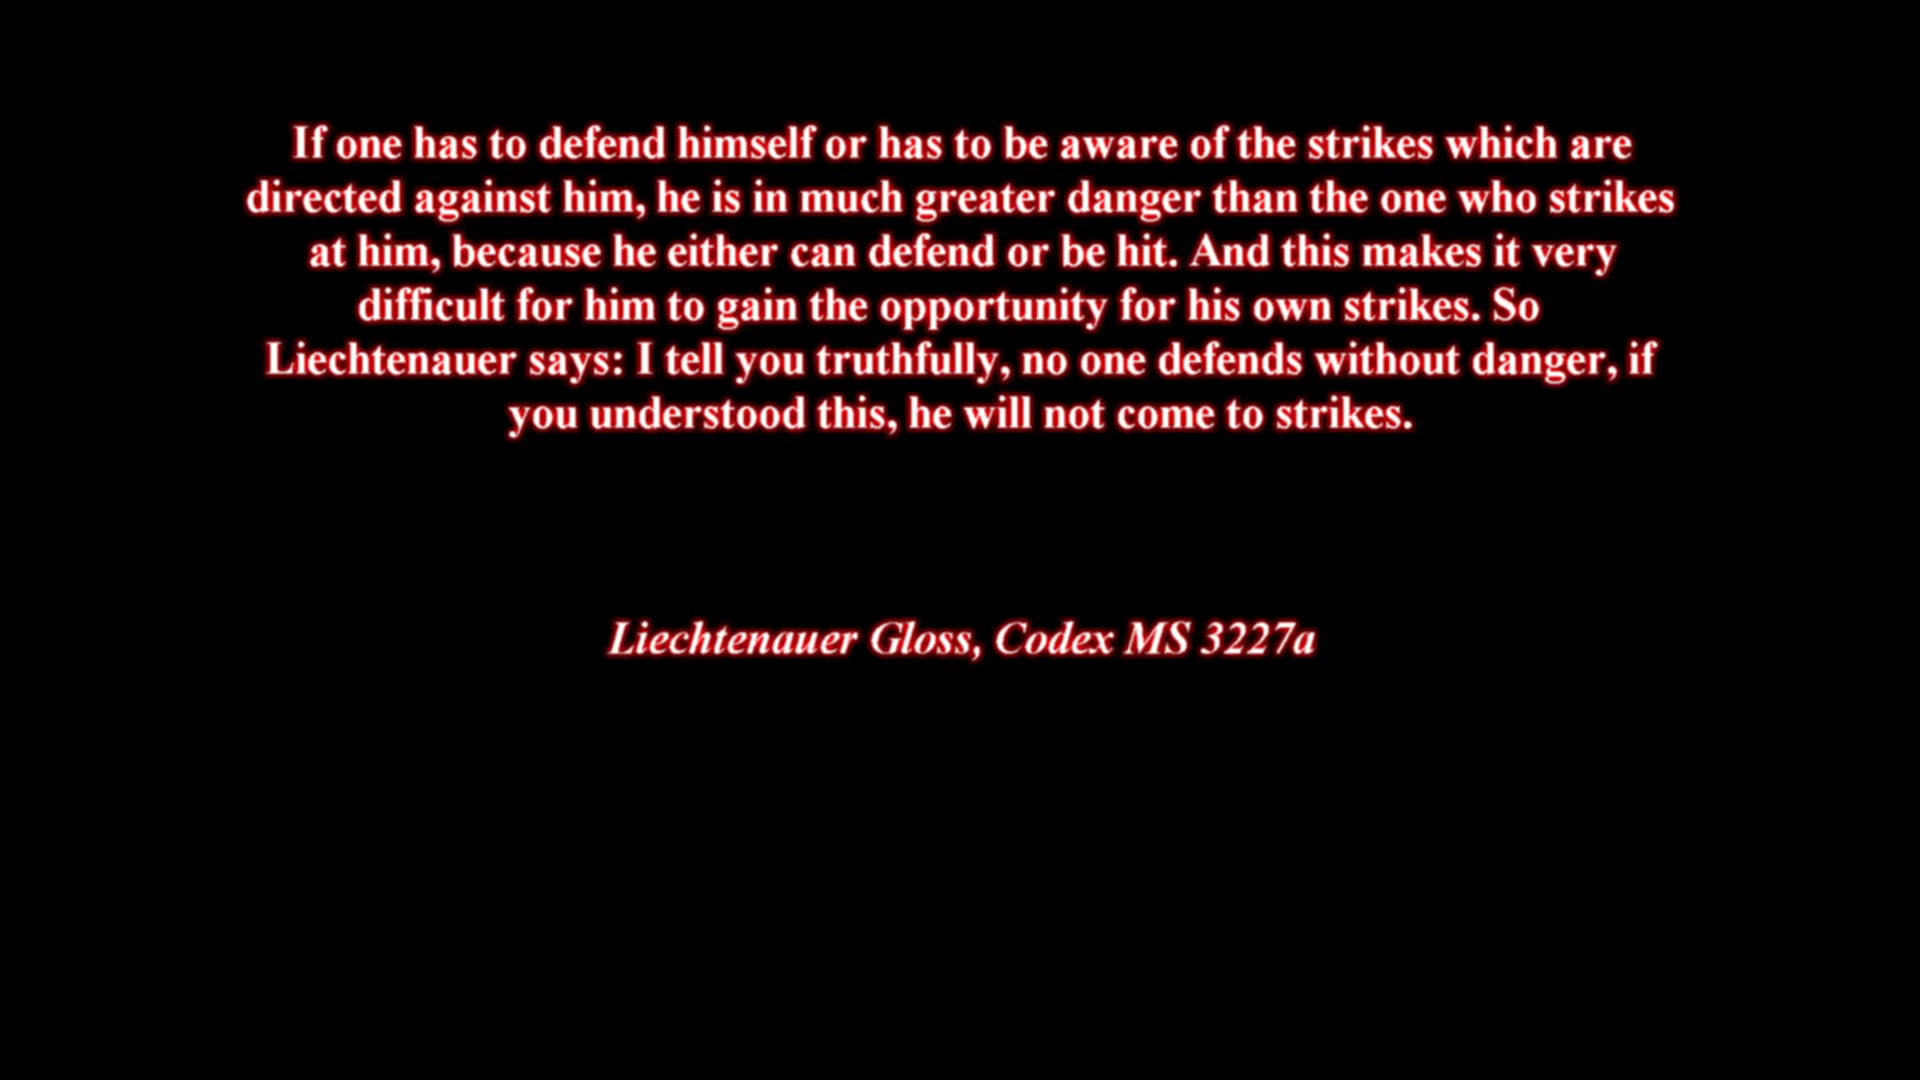 If one has to defend himself or has to be aware of the strikes which are
directed against him, he is in much greater danger than the one who strikes
at him, because he either can defend or be hit. And this makes it very
difficult for him to gain the opportunity for his own strikes. So
Liechtenauer says: I tell you truthfully, no one defends without danger, if
you understood this, he will not come to strikes.
Liechtenauer Gloss, Codex MS 3227a